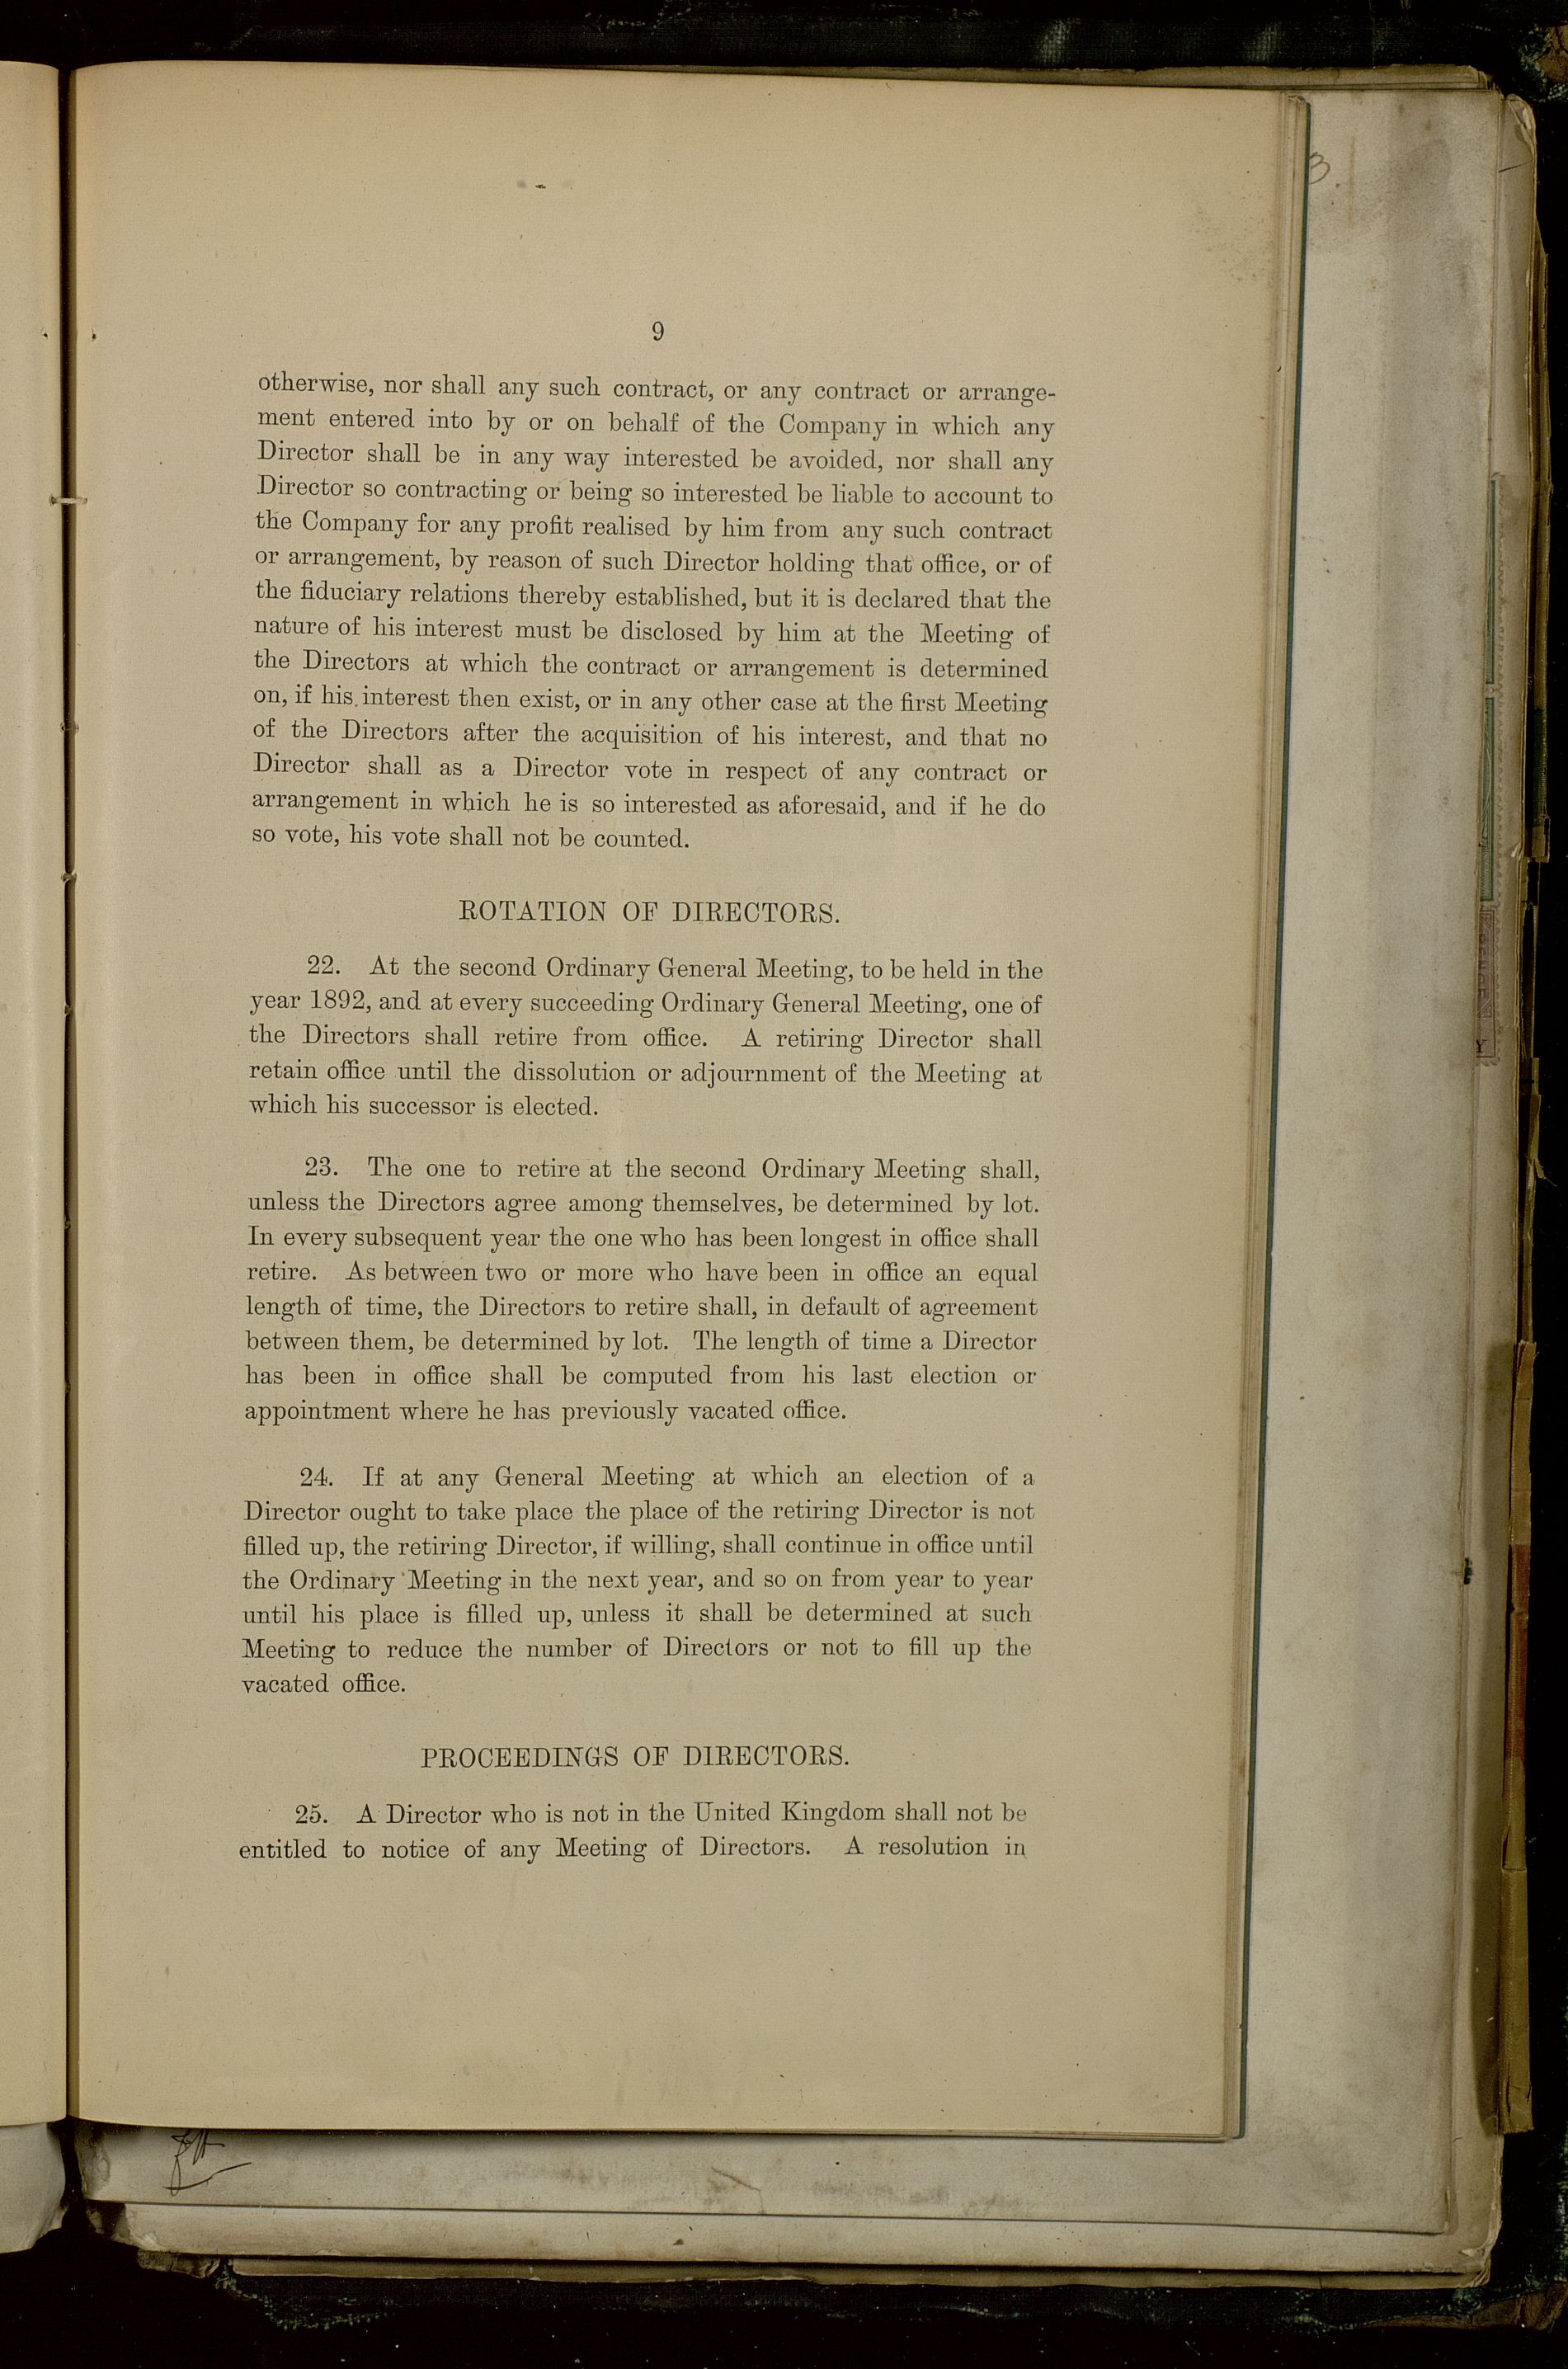 9
otherwise, nor shall any such contract, or any contract or arrange-
ment entered into by or on behalf of the Company in which any
Director shall be in any way interested be avoided, nor shall any
Director so contracting or being so interested be liable to account to
the Company for any profit realised by him from any such contract
or arrangement, by reason of such Director holding that office, or of
the fiduciary relations thereby established, but it is declared that the
nature of his interest must be disclosed by him at the Meeting of
the Directors at which the contract or arrangement is determined
on, if his interest then exist, or in any other case at the first Meeting
of the Directors after the acquisition of his interest, and that no
Director shall as a Director vote in respect of any contract or
arrangement in which he is so interested as aforesaid, and if he do
so vote, his vote shall not be counted.
ROTATION OF DIRECTORS.
22. At the second Ordinary General Meeting, to be held in the
year 1892, and at every succeeding Ordinary General Meeting, one of
the Directors shall retire from office. A retiring Director shall
retain office until the dissolution or adjournment of the Meeting at
which his successor is elected.
23. The one to retire at the second Ordinary Meeting shall,
unless the Directors agree among themselves, be determined by lot.
In every subsequent year the one who has been longest in office shall
retire. As between two or more who have been in office an equal
length of time, the Directors to retire shall, in default of agreement
between them, be determined by lot. The length of time a Director
has been in office shall be computed from his last election or
appointment where he has previously vacated office.
24. If at any General Meeting at which an election of a
Director ought to take place the place of the retiring Director is not
filled up, the retiring Director, if willing, shall continue in office until
the Ordinary Meeting in the next year, and so on from year to year
until his place is filled up, unless it shall be determined at such
Meeting to reduce the number of Directors or not to fill up the
vacated office.
PROCEEDINGS OF DIRECTORS.
25. A Director who is not in the United Kingdom shall not be
entitled to notice of any Meeting of Directors. A resolution in
3.